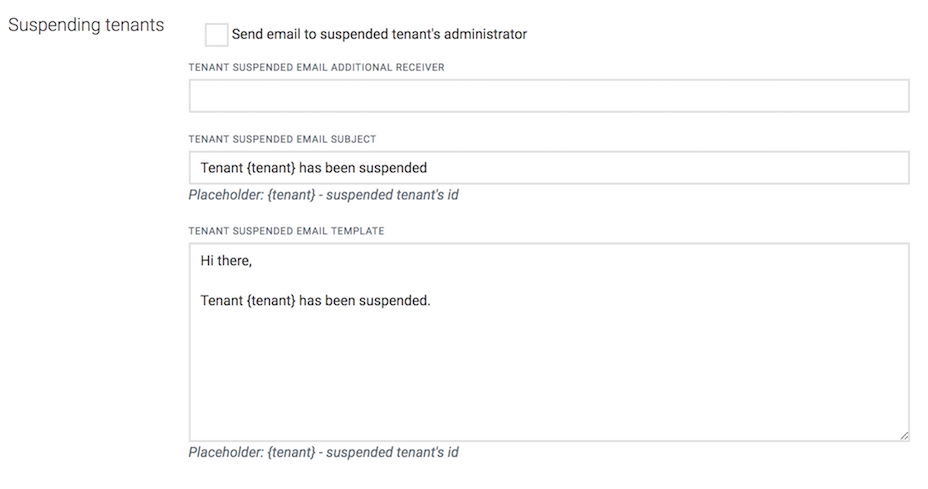 Suspending tenants
Send email to suspended tenant's administrator
TENANT SUSPENDED EMAIL ADDITIONAL RECEIVER
TENANT SUSPENDED EMAIL SUBJECT
Tenant {tenant} has been suspended
Placeholder: {tenant} - suspended tenant's id
TENANT SUSPENDED EMAIL TEMPLATE
Hi there,
Tenant {tenant} has been suspended.
Placeholder: {tenant} - suspended tenant's id